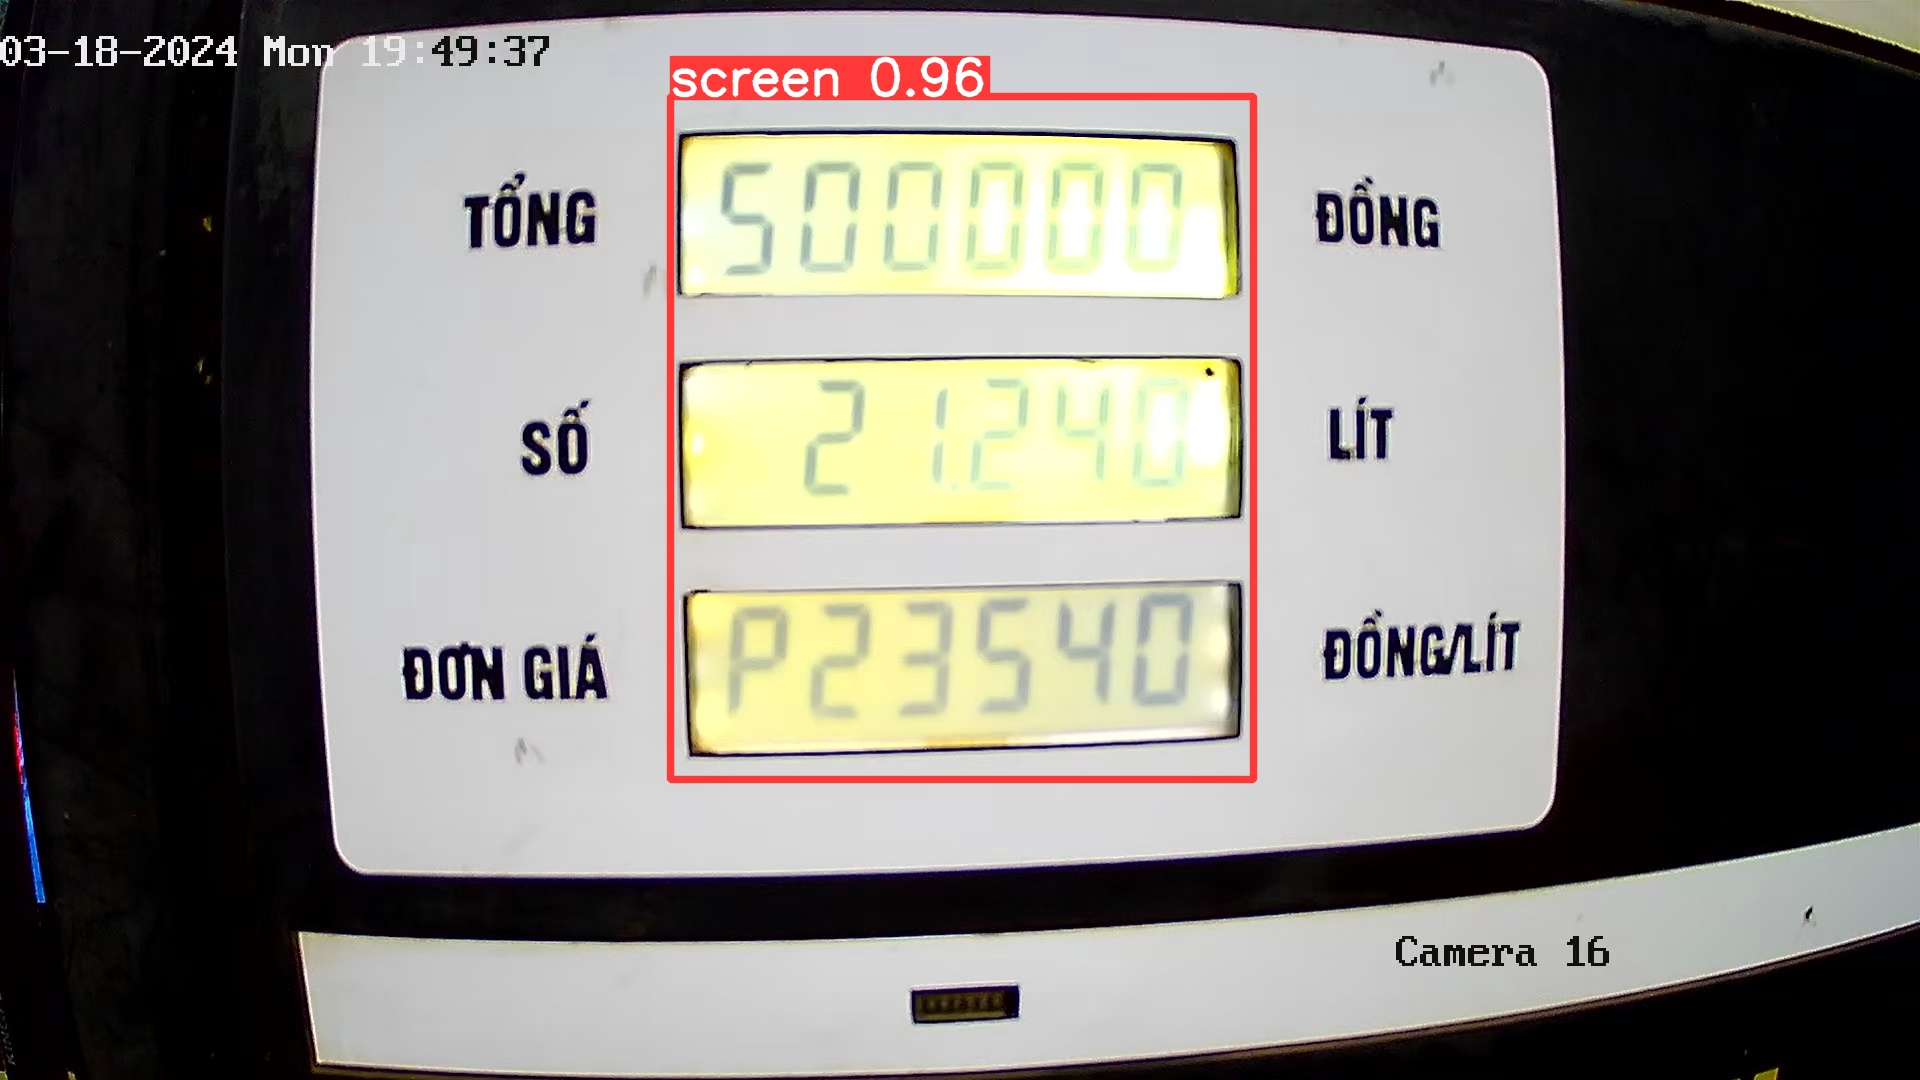 03-18-2024 Mon 19:49:37
screen 0.96
TỔNG 500000 ĐỒNG
SỐ 21.240 LÍT
ĐƠN GIÁ P23540 ĐỒNG/LÍT
Camera 16